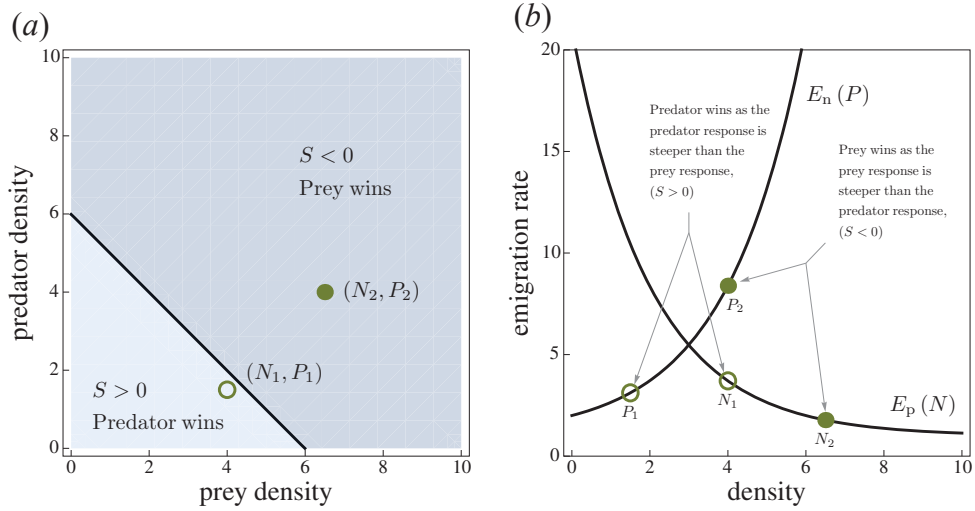 (a)
10
8
6
4
2
0
0 2 4 6 8 10
predator density
prey density
S < 0
Prey wins
(N2, P2)
(N1, P1)
S > 0
Predator wins
(b)
20
15
10
5
0
0 2 4 6 8 10
emigration rate
density
En (P)
Predator wins as the
predator response is
steeper than the
prey response,
(S > 0)
Prey wins as the
prey response is
steeper than the
predator response,
(S < 0)
P2
P1
N1
N2
Ep (N)